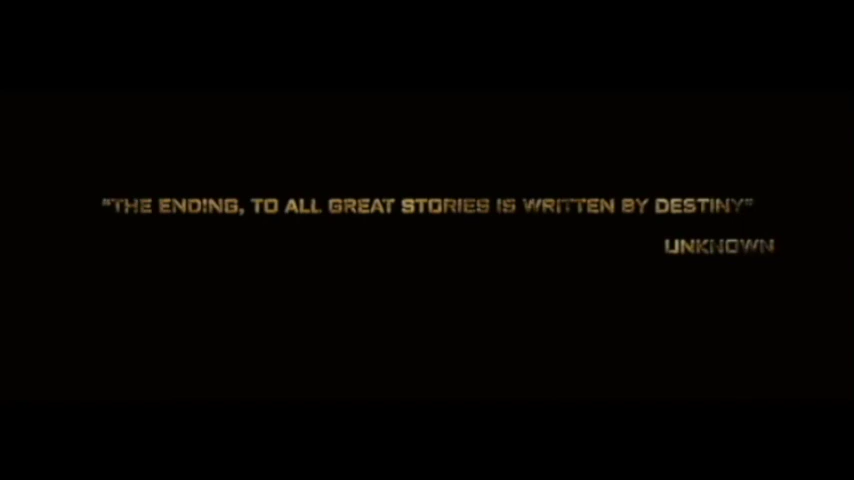 "THE ENDING, TO ALL GREAT STORIES IS WRITTEN BY DESTINY"
UNKNOWN